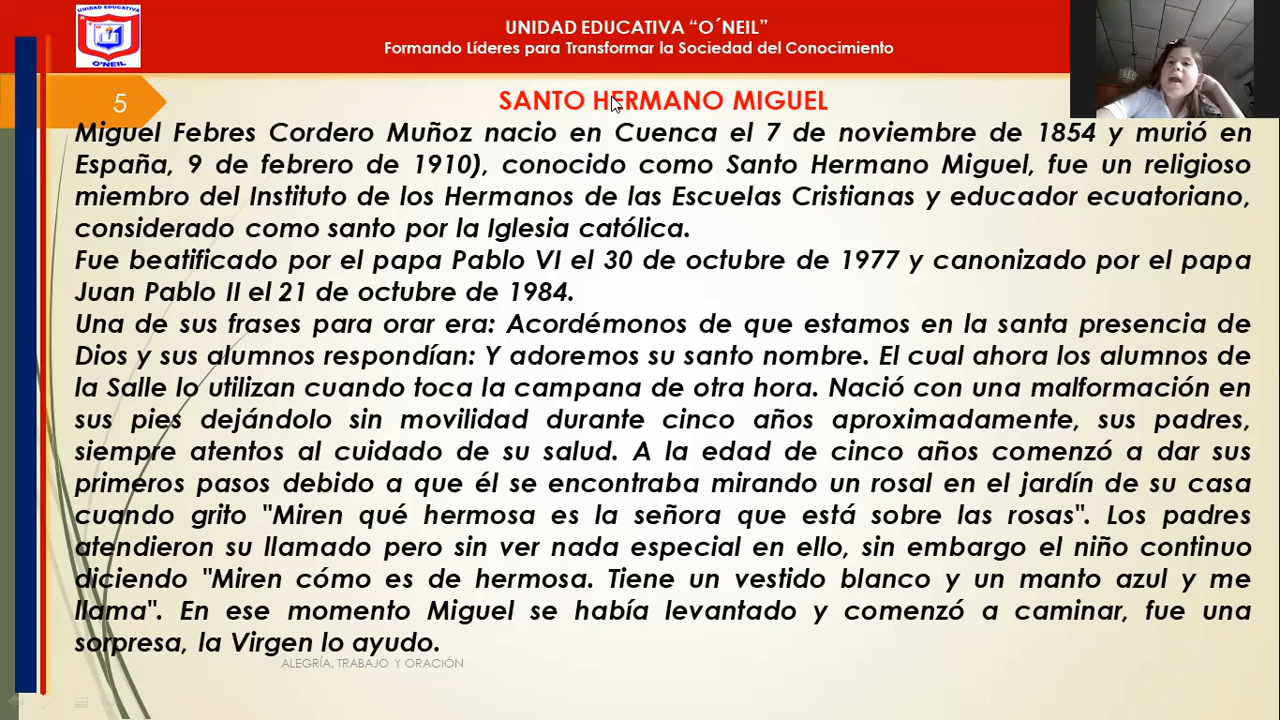 UNIDAD EDUCATIVA
O'NEIL
UNIDAD EDUCATIVA “O´NEIL”
Formando Líderes para Transformar la Sociedad del Conocimiento
5
SANTO HERMANO MIGUEL
Miguel Febres Cordero Muñoz nacio en Cuenca el 7 de noviembre de 1854 y murió en
España, 9 de febrero de 1910), conocido como Santo Hermano Miguel, fue un religioso
miembro del Instituto de los Hermanos de las Escuelas Cristianas y educador ecuatoriano,
considerado como santo por la Iglesia católica.
Fue beatificado por el papa Pablo VI el 30 de octubre de 1977 y canonizado por el papa
Juan Pablo II el 21 de octubre de 1984.
Una de sus frases para orar era: Acordémonos de que estamos en la santa presencia de
Dios y sus alumnos respondían: Y adoremos su santo nombre. El cual ahora los alumnos de
la Salle lo utilizan cuando toca la campana de otra hora. Nació con una malformación en
sus pies dejándolo sin movilidad durante cinco años aproximadamente, sus padres,
siempre atentos al cuidado de su salud. A la edad de cinco años comenzó a dar sus
primeros pasos debido a que él se encontraba mirando un rosal en el jardín de su casa
cuando grito "Miren qué hermosa es la señora que está sobre las rosas". Los padres
atendieron su llamado pero sin ver nada especial en ello, sin embargo el niño continuo
diciendo "Miren cómo es de hermosa. Tiene un vestido blanco y un manto azul y me
llama". En ese momento Miguel se había levantado y comenzó a caminar, fue una
sorpresa, la Virgen lo ayudo.
ALEGRÍA, TRABAJO Y ORACIÓN